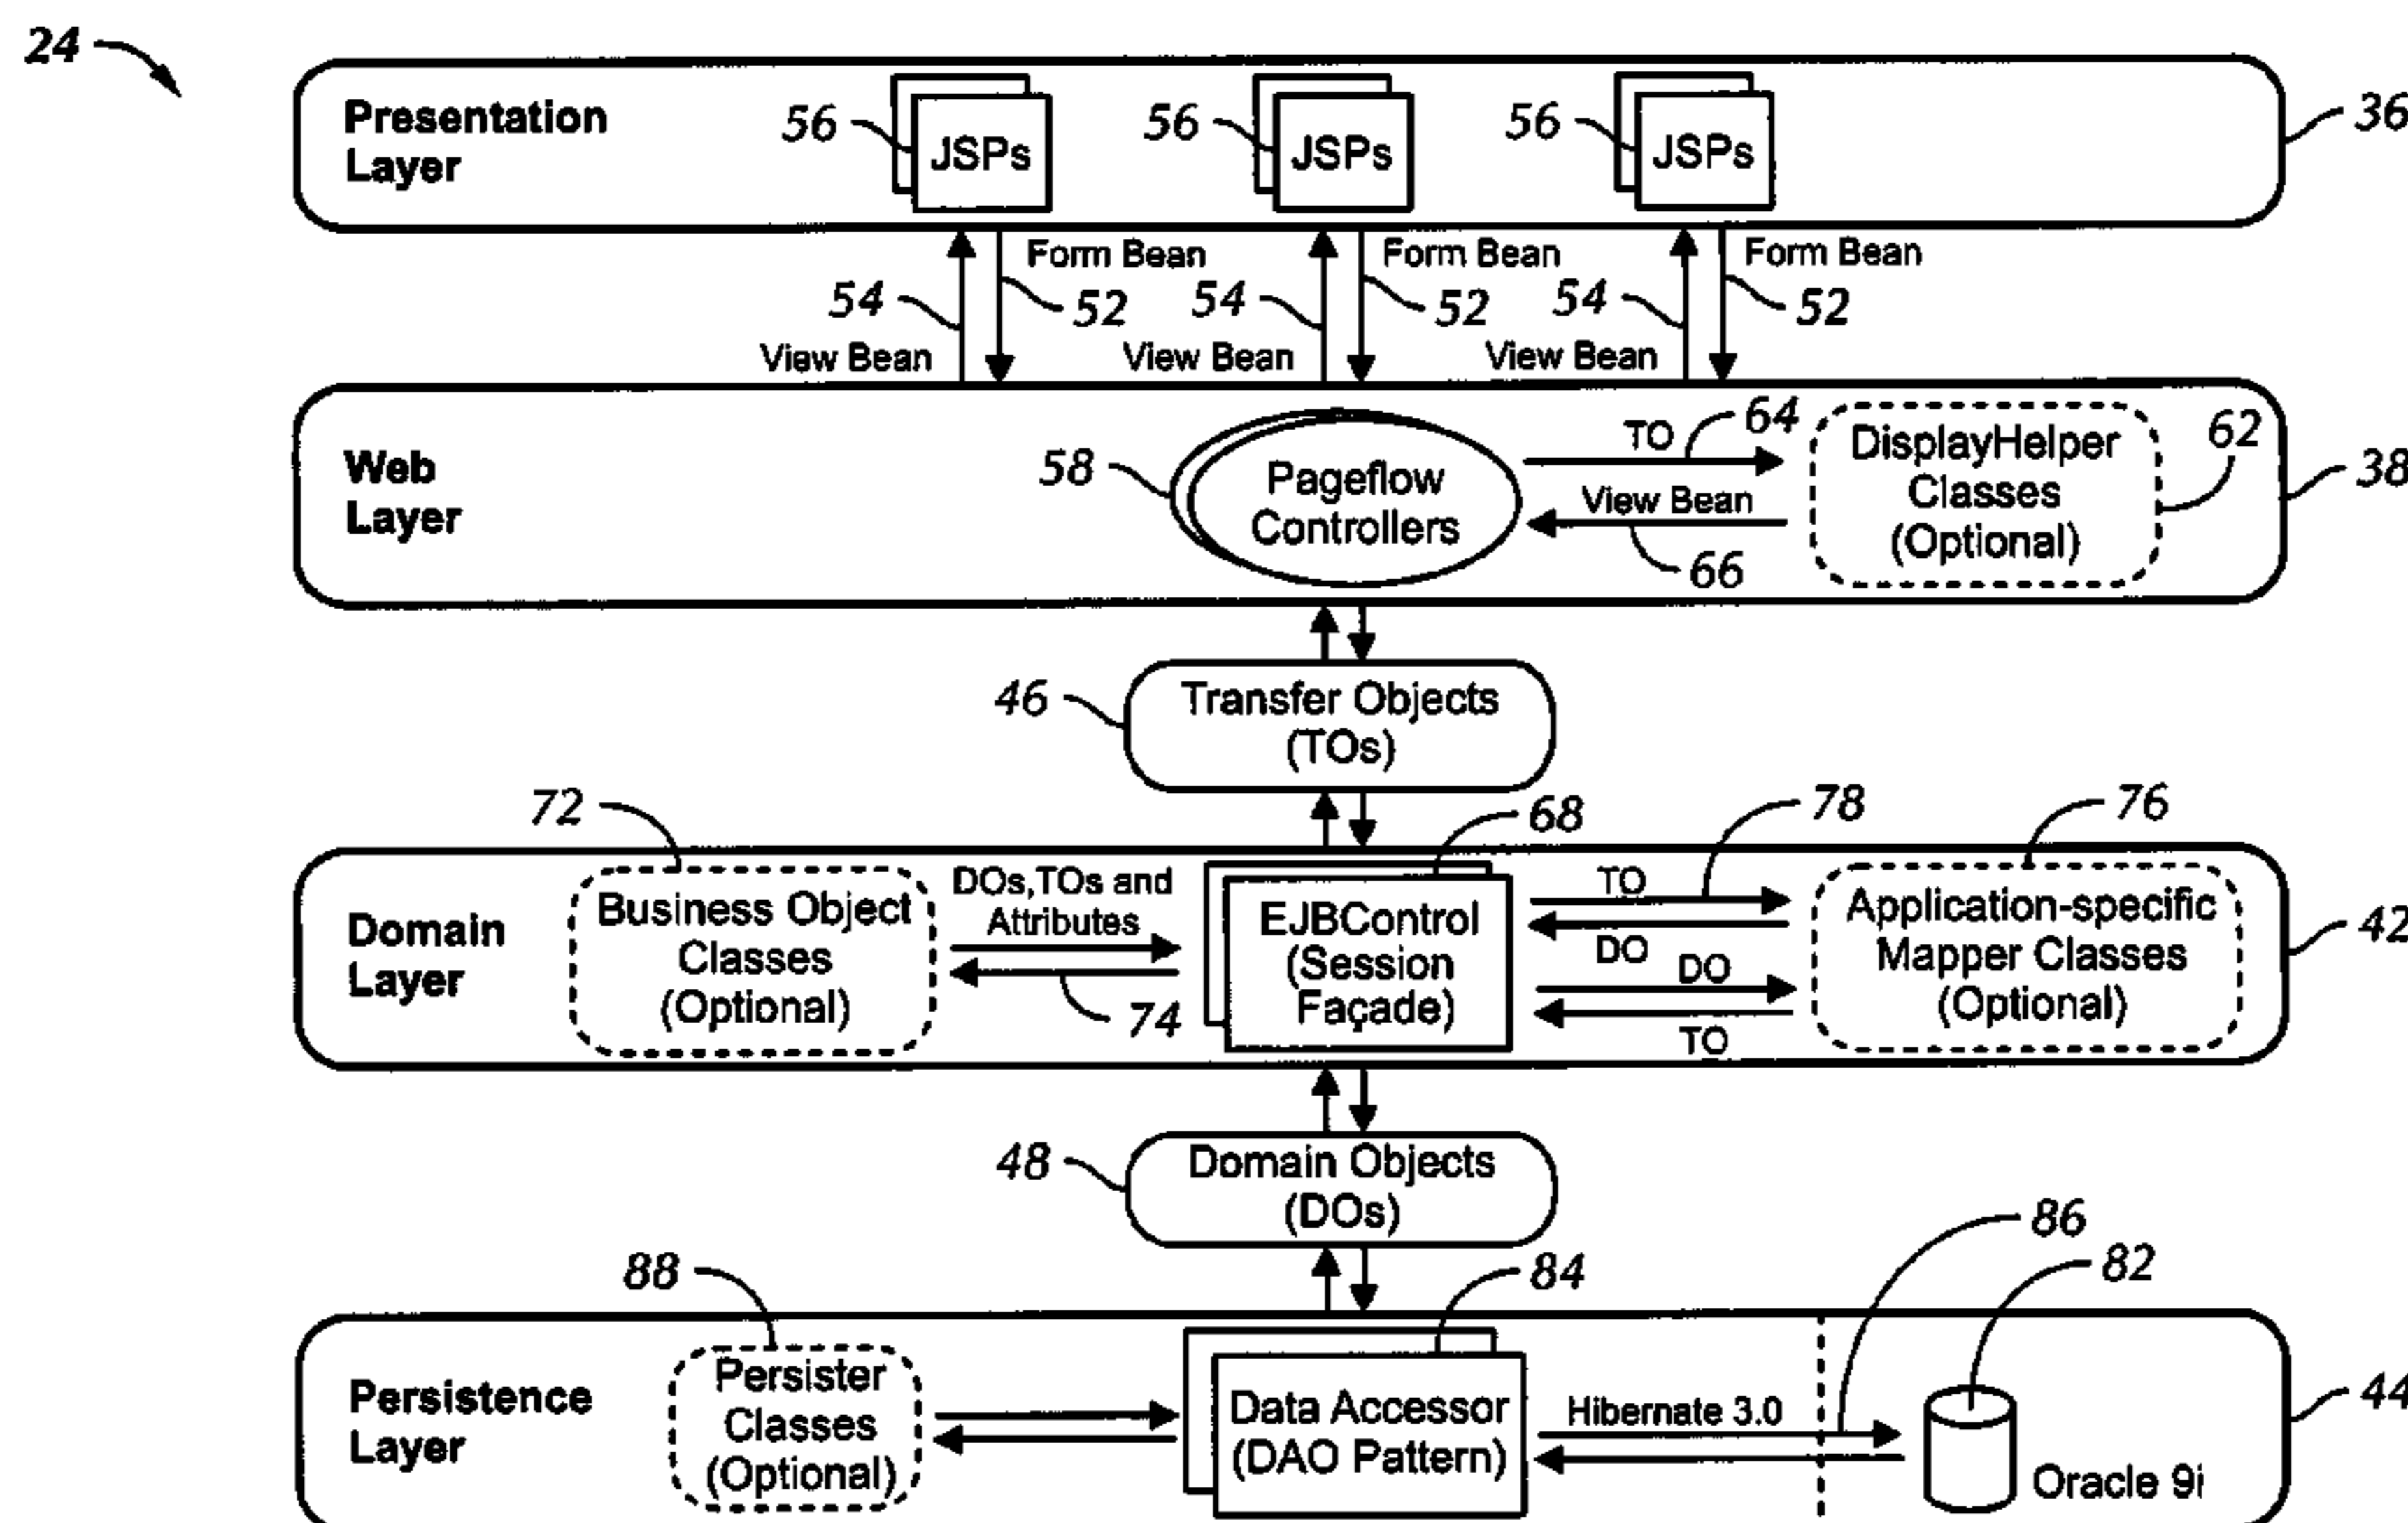 24
Presentation
Layer
56
JSPs
56
JSPs
56
JSPs
36
Form Bean
Form Bean
Form Bean
54
52
54
52
54
52
View Bean
View Bean
View Bean
Web
Layer
58
Pageflow
Controllers
TO
64
View Bean
66
DisplayHelper
Classes
(Optional)
62
38
46
Transfer Objects
(TOs)
72
68
78
76
Domain
Layer
Business Object
Classes
(Optional)
DOs,TOs and
Attributes
74
EJBControl
(Session
Façade)
TO
DO
DO
TO
Application-specific
Mapper Classes
(Optional)
42
48
Domain Objects
(DOs)
88
84
86
82
Persistence
Layer
Persister
Classes
(Optional)
Data Accessor
(DAO Pattern)
Hibernate 3.0
Oracle 9i
44